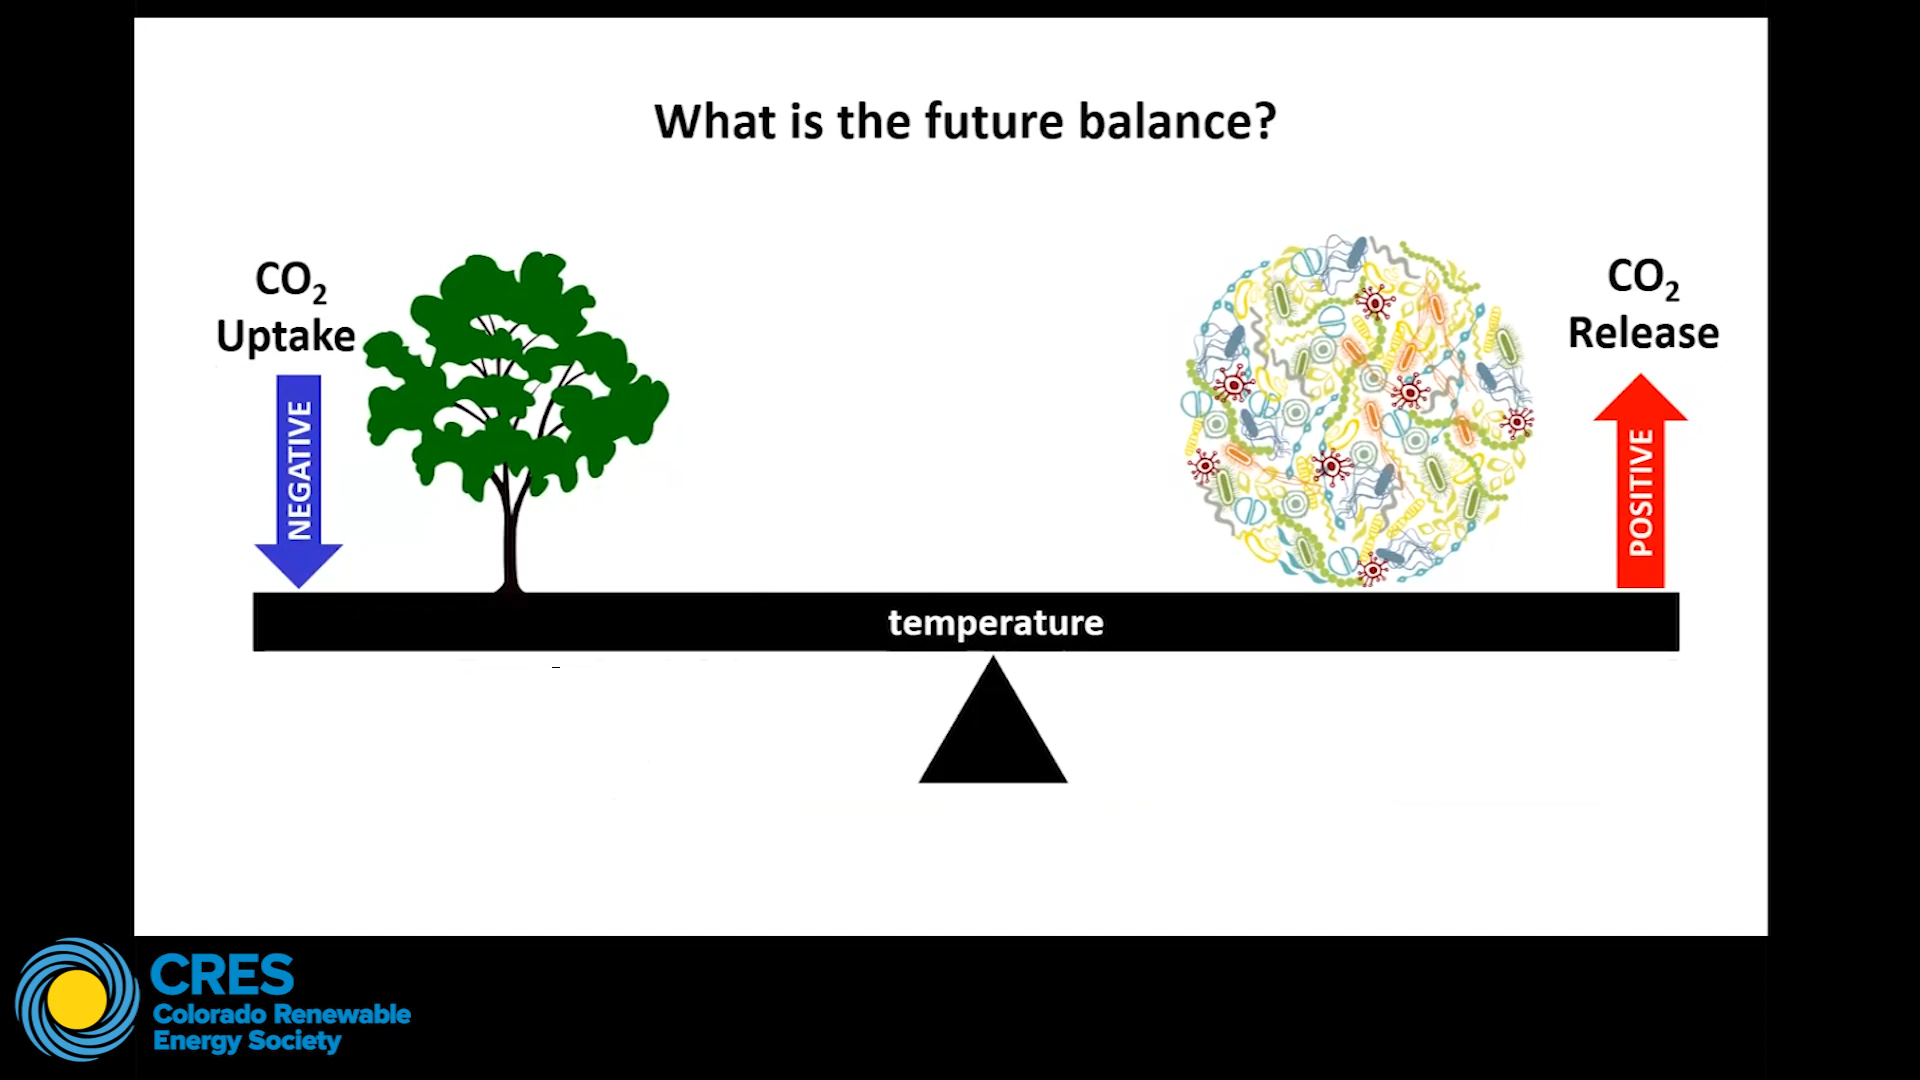 What is the future balance?
CO₂
Uptake
NEGATIVE
CO₂
Release
POSITIVE
temperature
CRES
Colorado Renewable
Energy Society